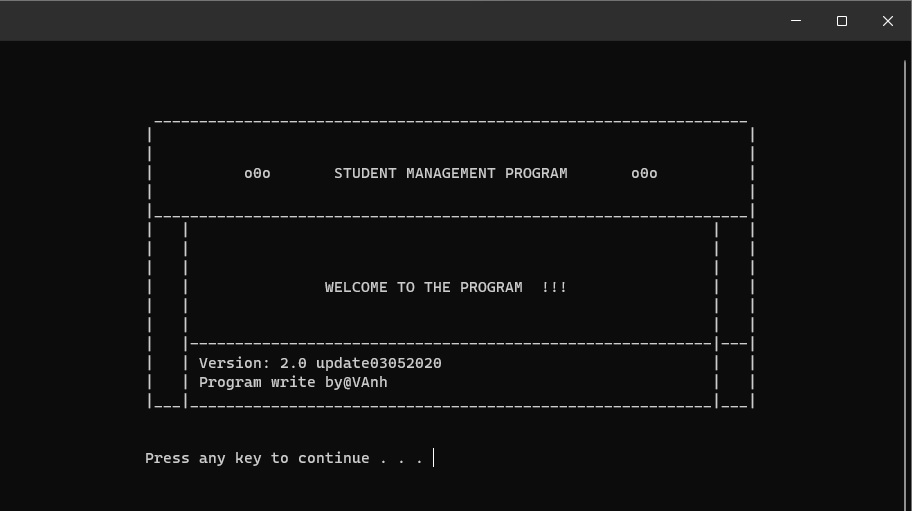 o0o STUDENT MANAGEMENT PROGRAM o0o
WELCOME TO THE PROGRAM !!!
Version: 2.0 update03052020
Program write by@VAnh
Press any key to continue . . .